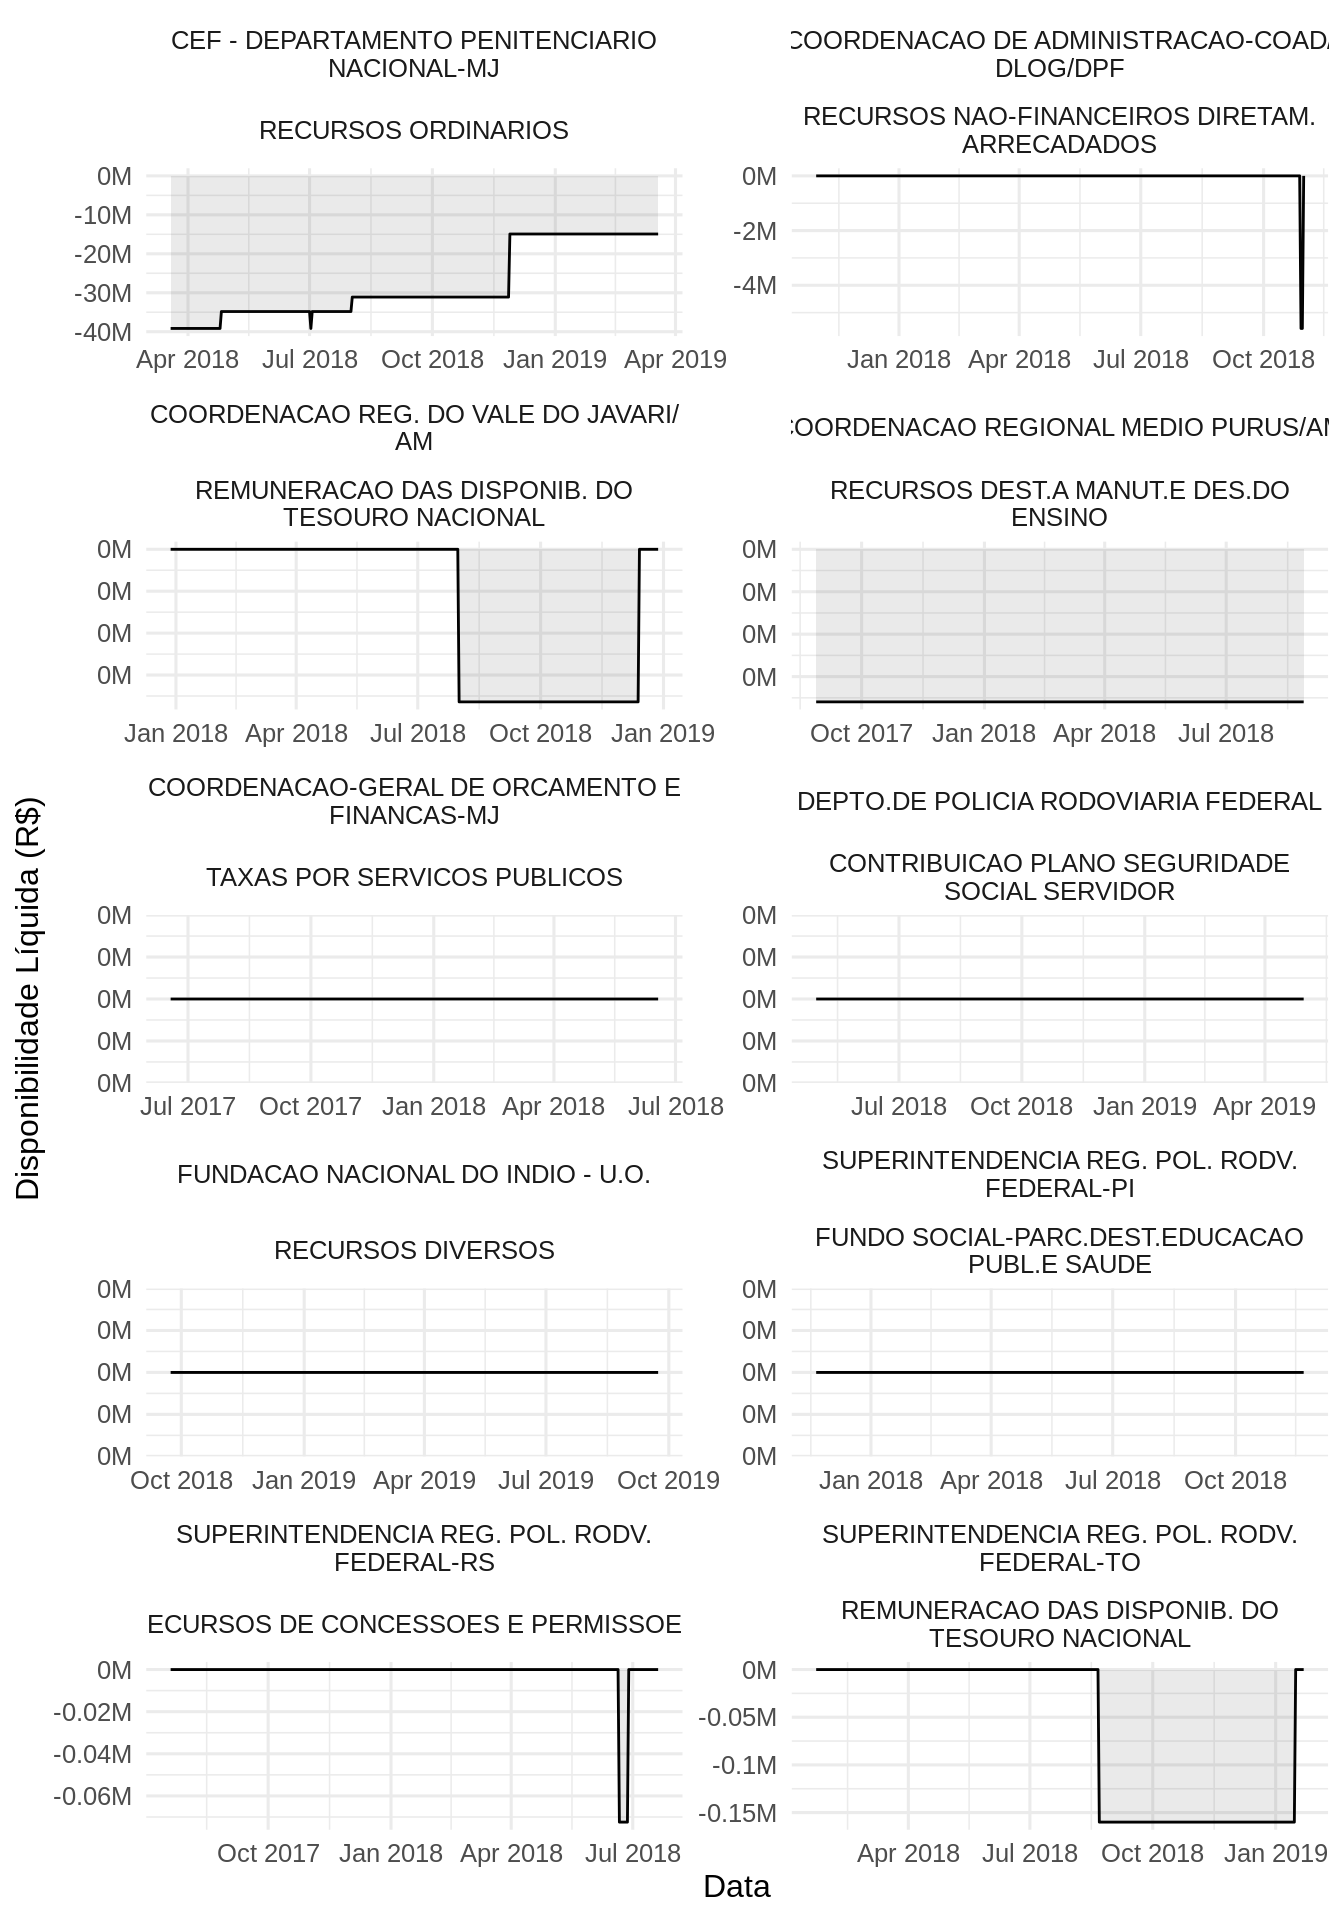 CEF - DEPARTAMENTO PENITENCIARIO
NACIONAL-MJ
RECURSOS ORDINARIOS
0M
-10M
-20M
-30M
-40M
Apr 2018 Jul 2018 Oct 2018 Jan 2019 Apr 2019
COORDENACAO DE ADMINISTRACAO-COAD/
DLOG/DPF
RECURSOS NAO-FINANCEIROS DIRETAM.
ARRECADADOS
0M
-2M
-4M
Jan 2018 Apr 2018 Jul 2018 Oct 2018
COORDENACAO REG. DO VALE DO JAVARI/
AM
REMUNERACAO DAS DISPONIB. DO
TESOURO NACIONAL
0M
0M
0M
0M
Jan 2018 Apr 2018 Jul 2018 Oct 2018 Jan 2019
COORDENACAO REGIONAL MEDIO PURUS/AM
RECURSOS DEST.A MANUT.E DES.DO
ENSINO
0M
0M
0M
0M
Oct 2017 Jan 2018 Apr 2018 Jul 2018
COORDENACAO-GERAL DE ORCAMENTO E
FINANCAS-MJ
TAXAS POR SERVICOS PUBLICOS
0M
0M
0M
0M
0M
Jul 2017 Oct 2017 Jan 2018 Apr 2018 Jul 2018
DEPTO.DE POLICIA RODOVIARIA FEDERAL
CONTRIBUICAO PLANO SEGURIDADE
SOCIAL SERVIDOR
0M
0M
0M
0M
0M
Jul 2018 Oct 2018 Jan 2019 Apr 2019
FUNDACAO NACIONAL DO INDIO - U.O.
RECURSOS DIVERSOS
0M
0M
0M
0M
0M
Oct 2018 Jan 2019 Apr 2019 Jul 2019 Oct 2019
SUPERINTENDENCIA REG. POL. RODV.
FEDERAL-PI
FUNDO SOCIAL-PARC.DEST.EDUCACAO
PUBL.E SAUDE
0M
0M
0M
0M
0M
Jan 2018 Apr 2018 Jul 2018 Oct 2018
SUPERINTENDENCIA REG. POL. RODV.
FEDERAL-RS
ECURSOS DE CONCESSOES E PERMISSOE
0M
-0.02M
-0.04M
-0.06M
Oct 2017 Jan 2018 Apr 2018 Jul 2018
SUPERINTENDENCIA REG. POL. RODV.
FEDERAL-TO
REMUNERACAO DAS DISPONIB. DO
TESOURO NACIONAL
0M
-0.05M
-0.1M
-0.15M
Apr 2018 Jul 2018 Oct 2018 Jan 2019
Disponibilidade Líquida (R$)
Data